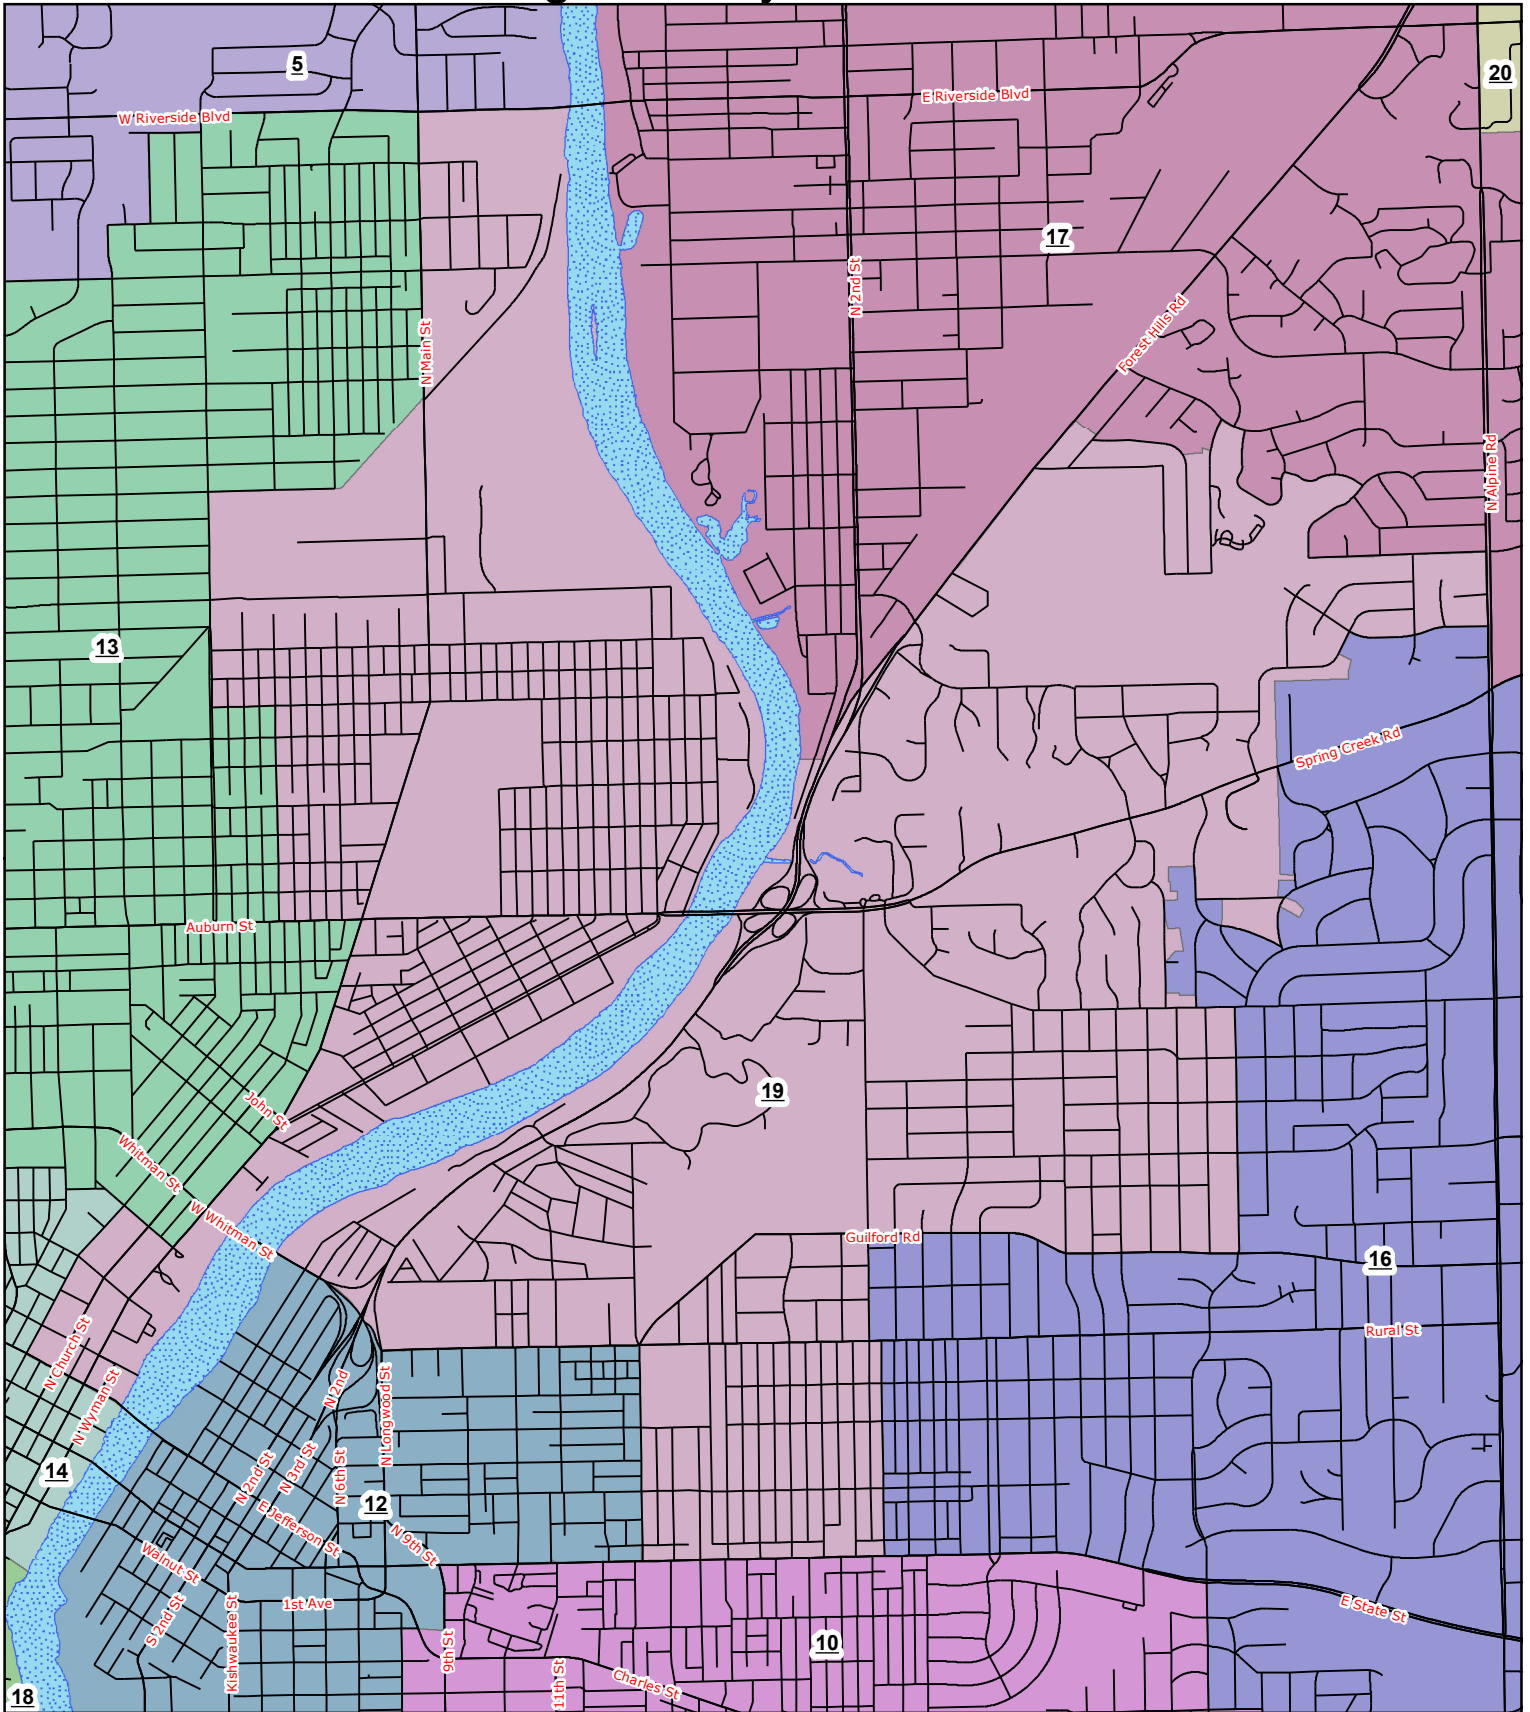 5
20
W Riverside Blvd
E Riverside Blvd
17
N 2nd St
Forest Hills Rd
N Main St
N Alpine Rd
13
Spring Creek Rd
Auburn St
19
John St
Whitman St
W Whitman St
Guilford Rd
16
Rural St
N Church St
N Wyman St
N 2nd
N Longwood St
14
N 2nd St
N 3rd St
N 6th St
12
E Jefferson St
N 9th St
Walnut St
1st Ave
E State St
S 2nd St
Kishwaukee St
9th St
10
11th St
Charles St
18